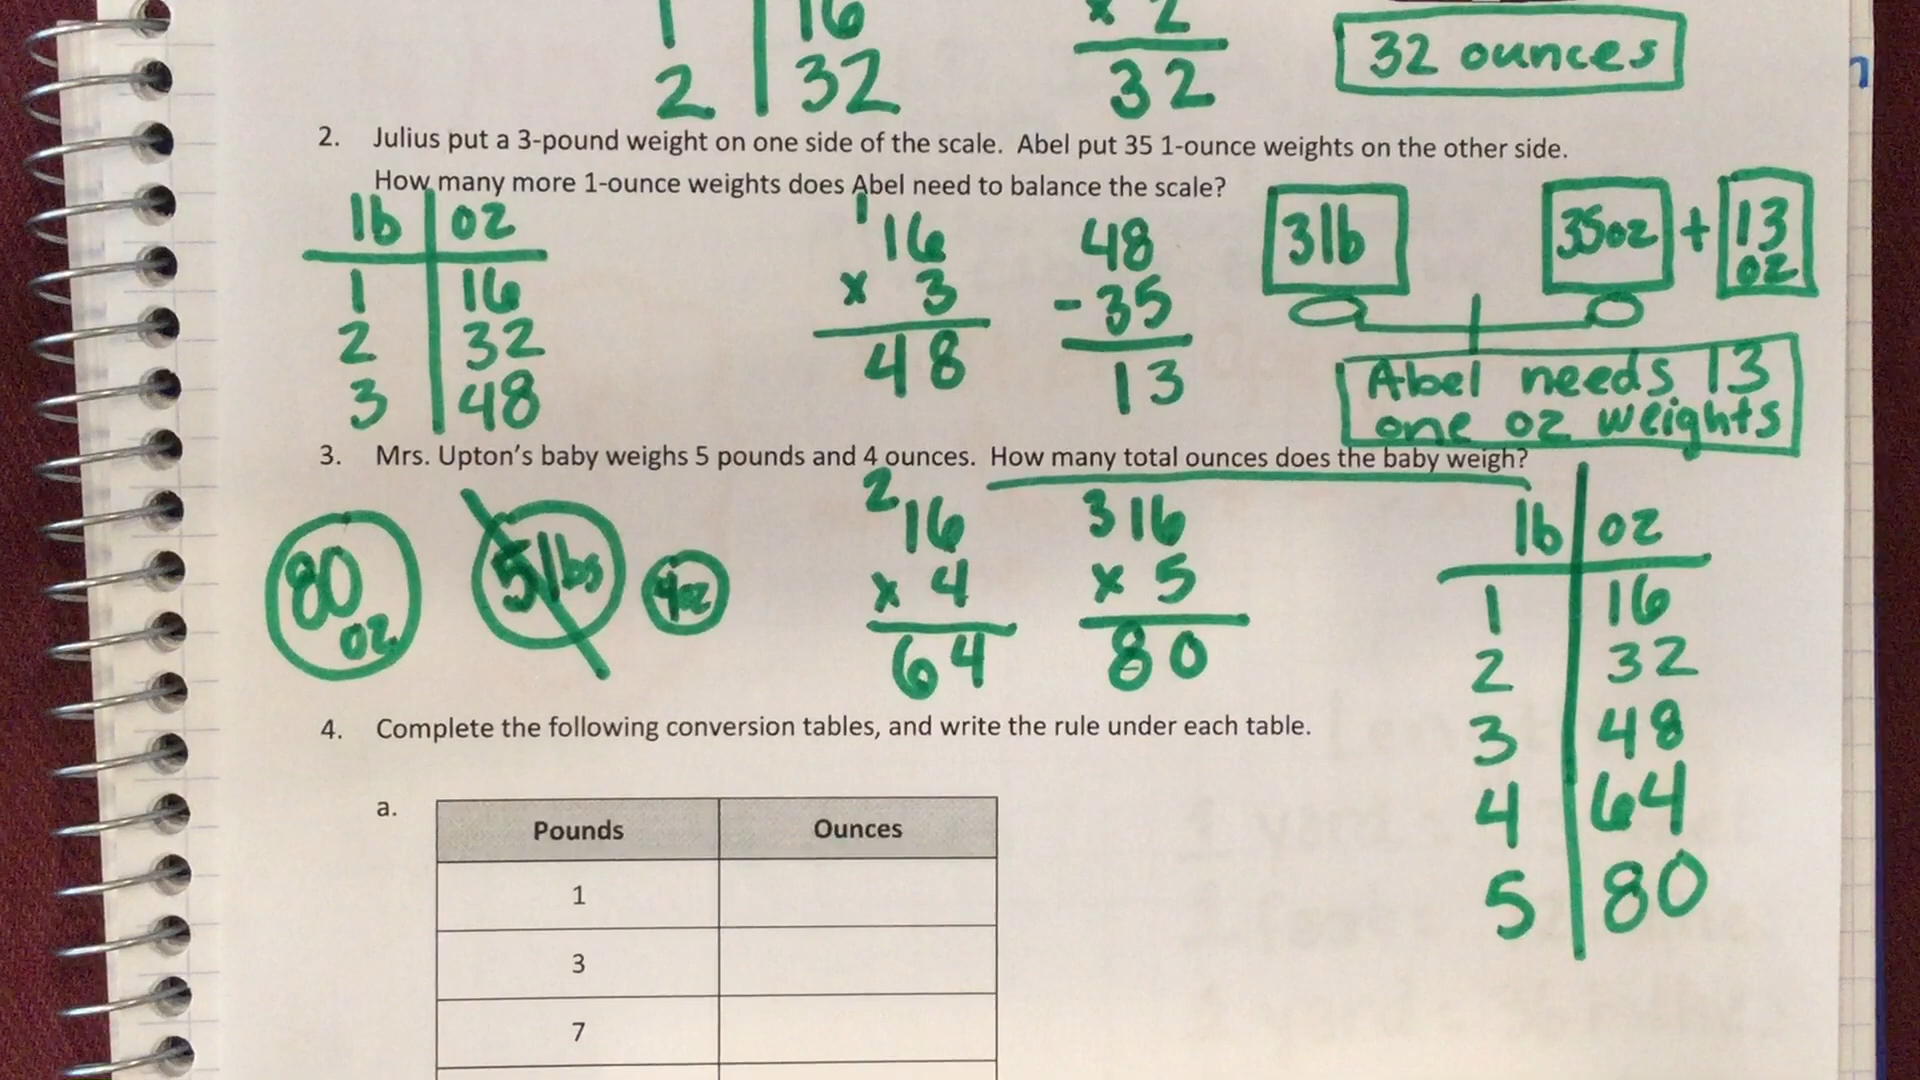 1 | 16
2 | 32
x 2
32
32 ounces
2. Julius put a 3-pound weight on one side of the scale. Abel put 35 1-ounce weights on the other side.
How many more 1-ounce weights does Abel need to balance the scale?
lb | oz
1 | 16
2 | 32
3 | 48
1
16
x 3
48
48
-35
13
3lb
35oz + 13 oz
Abel needs 13
one oz weights
3. Mrs. Upton's baby weighs 5 pounds and 4 ounces. How many total ounces does the baby weigh?
80 oz
5 lbs
4oz
2
16
x 4
64
3 16
x 5
80
lb | oz
1 | 16
2 | 32
3 | 48
4 | 64
5 | 80
4. Complete the following conversion tables, and write the rule under each table.
a.
Pounds Ounces
1
3
7